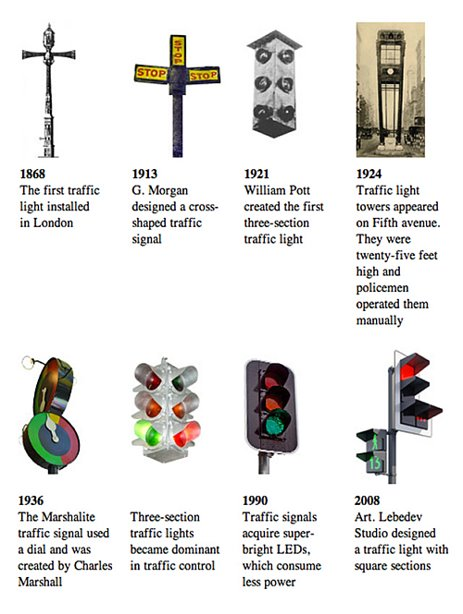 STOP
STOP
STOP
1868
The first traffic
light installed
in London
1913
G. Morgan
designed a cross-
shaped traffic
signal
1921
William Pott
created the first
three-section
traffic light
1924
Traffic light
towers appeared
on Fifth avenue.
They were
twenty-five feet
high and
policemen
operated them
manually
13
1936
The Marshalite
traffic signal used
a dial and was
created by Charles
Marshall
Three-section
traffic lights
became dominant
in traffic control
1990
Traffic signals
acquire super-
bright LEDs,
which consume
less power
2008
Art. Lebedev
Studio designed
a traffic light with
square sections